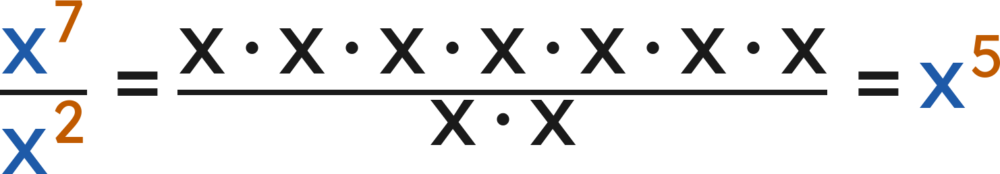 x⁷/x² = (x · x · x · x · x · x · x)/(x · x) = x⁵